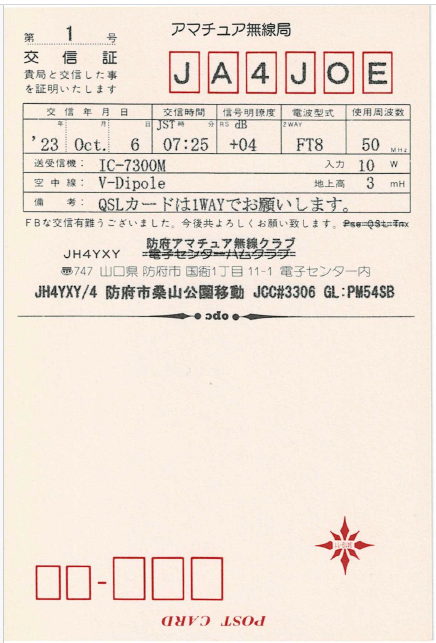 アマチュア無線局
第 1 号
交信証
貴局と交信した事
を証明いたします
JA4JOE
交信年月日 交信時間 信号明瞭度 電波型式 使用周波数
年 月 日 JST時 分 RS dB 2WAY
'23 Oct. 6 07:25 +04 FT8 50 MHz
送受信機： IC-7300M 入力 10 W
空中線： V-Dipole 地上高 3 mH
備考： QSLカードは1WAYでお願いします。
FBな交信有難うございました。今後共よろしくお願い致します。 Pse QSL Tnx
防府アマチュア無線クラブ
JH4YXY 電子センターハムクラブ
〠747 山口県 防府市 国衙1丁目 11-1 電子センター内
JH4YXY/4 防府市桑山公園移動 JCC#3306 GL:PM54SB
opc
POST CARD